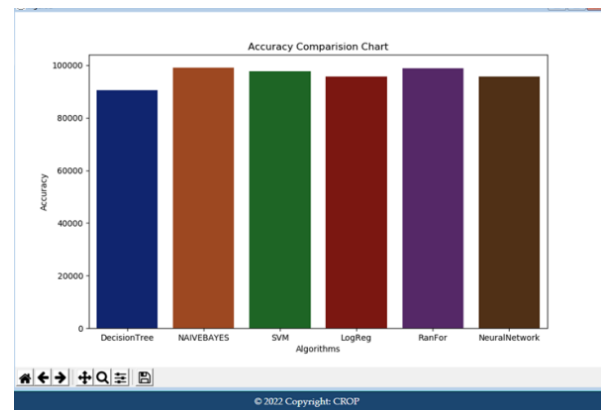 Accuracy Comparision Chart
100000
80000
60000
40000
20000
0
Accuracy
DecisionTree NAIVEBAYES SVM LogReg RanFor NeuralNetwork
Algorithms
© 2022 Copyright: CROP